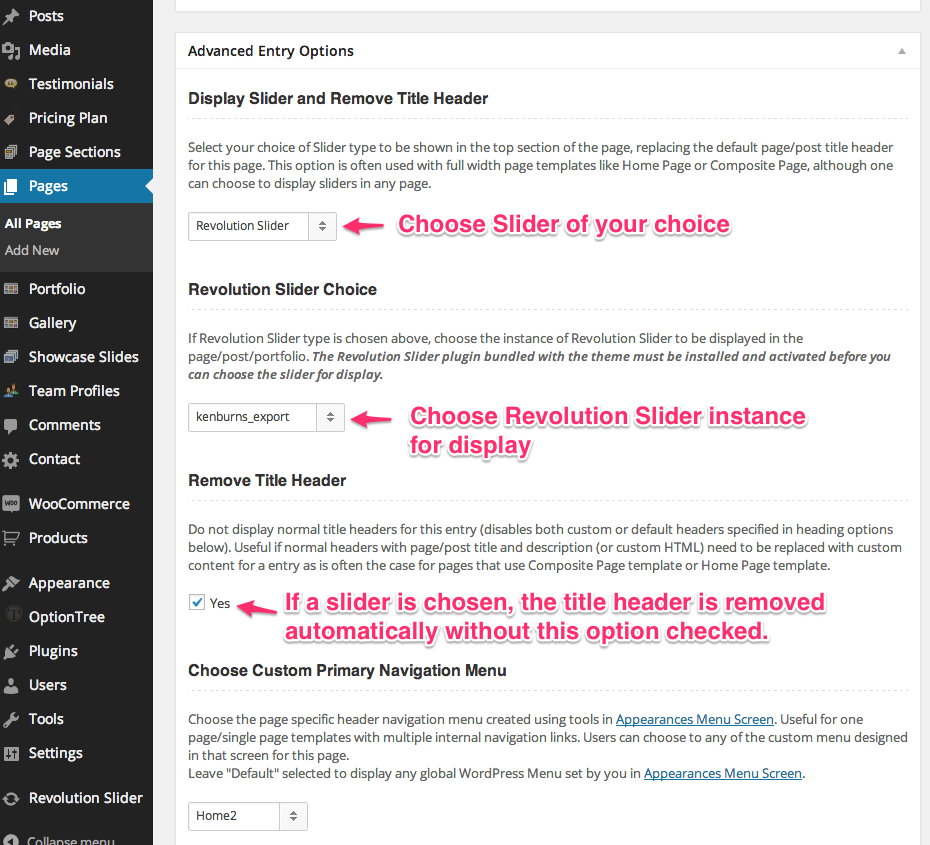 Posts
Media
Testimonials
Pricing Plan
Page Sections
Pages
All Pages
Add New
Portfolio
Gallery
Showcase Slides
Team Profiles
Comments
Contact
WooCommerce
Products
Appearance
OptionTree
Plugins
Users
Tools
Settings
Revolution Slider
Collapse menu
Advanced Entry Options
Display Slider and Remove Title Header
Select your choice of Slider type to be shown in the top section of the page, replacing the default page/post title header
for this page. This option is often used with full width page templates like Home Page or Composite Page, although one
can choose to display sliders in any page.
Revolution Slider
Choose Slider of your choice
Revolution Slider Choice
If Revolution Slider type is chosen above, choose the instance of Revolution Slider to be displayed in the
page/post/portfolio. The Revolution Slider plugin bundled with the theme must be installed and activated before you
can choose the slider for display.
kenburns_export
Choose Revolution Slider instance
for display
Remove Title Header
Do not display normal title headers for this entry (disables both custom or default headers specified in heading options
below). Useful if normal headers with page/post title and description (or custom HTML) need to be replaced with custom
content for a entry as is often the case for pages that use Composite Page template or Home Page template.
Yes
If a slider is chosen, the title header is removed
automatically without this option checked.
Choose Custom Primary Navigation Menu
Choose the page specific header navigation menu created using tools in Appearances Menu Screen. Useful for one
page/single page templates with multiple internal navigation links. Users can choose to any of the custom menu designed
in that screen for this page.
Leave "Default" selected to display any global WordPress Menu set by you in Appearances Menu Screen.
Home2